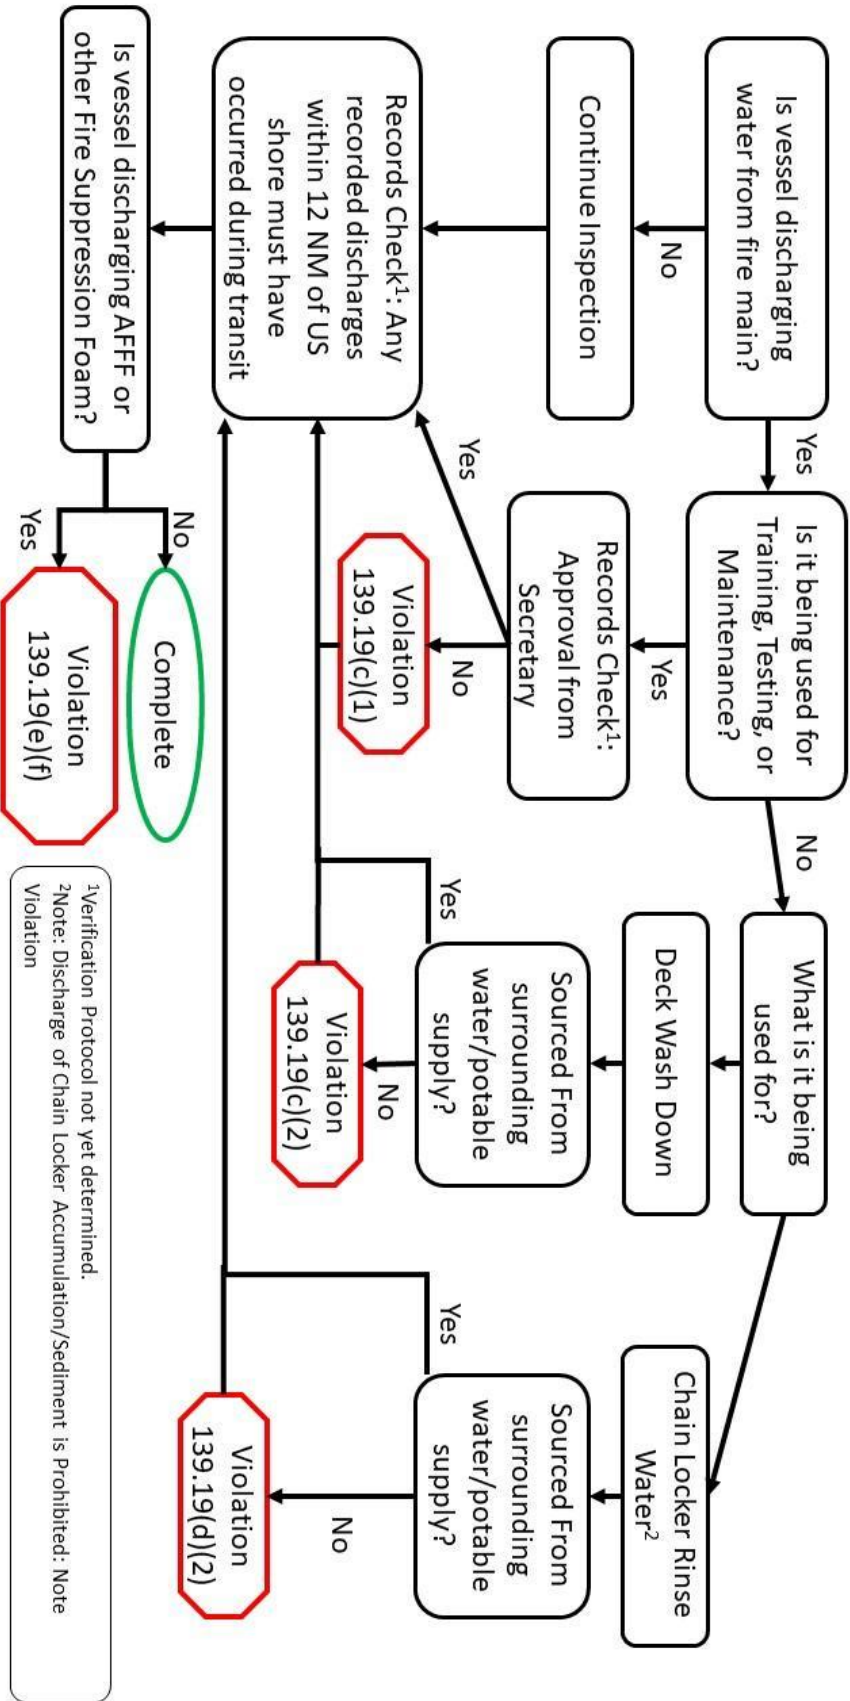 Is vessel discharging
water from fire main?
Yes
Is it being used for
Training, Testing, or
Maintenance?
No
What is it being
used for?
No
Continue Inspection
Yes
Records Check¹:
Approval from
Secretary
Deck Wash Down
Chain Locker Rinse
Water²
Yes
No
Sourced From
surrounding
water/potable
supply?
Yes
Sourced From
surrounding
water/potable
supply?
Yes
Records Check¹: Any
recorded discharges
within 12 NM of US
shore must have
occurred during transit
Violation
139.19(c)(1)
No
Violation
139.19(c)(2)
No
Violation
139.19(d)(2)
Is vessel discharging AFFF or
other Fire Suppression Foam?
No
Complete
Yes
Violation
139.19(e)(f)
¹Verification Protocol not yet determined.
²Note: Discharge of Chain Locker Accumulation/Sediment is Prohibited: Note
Violation